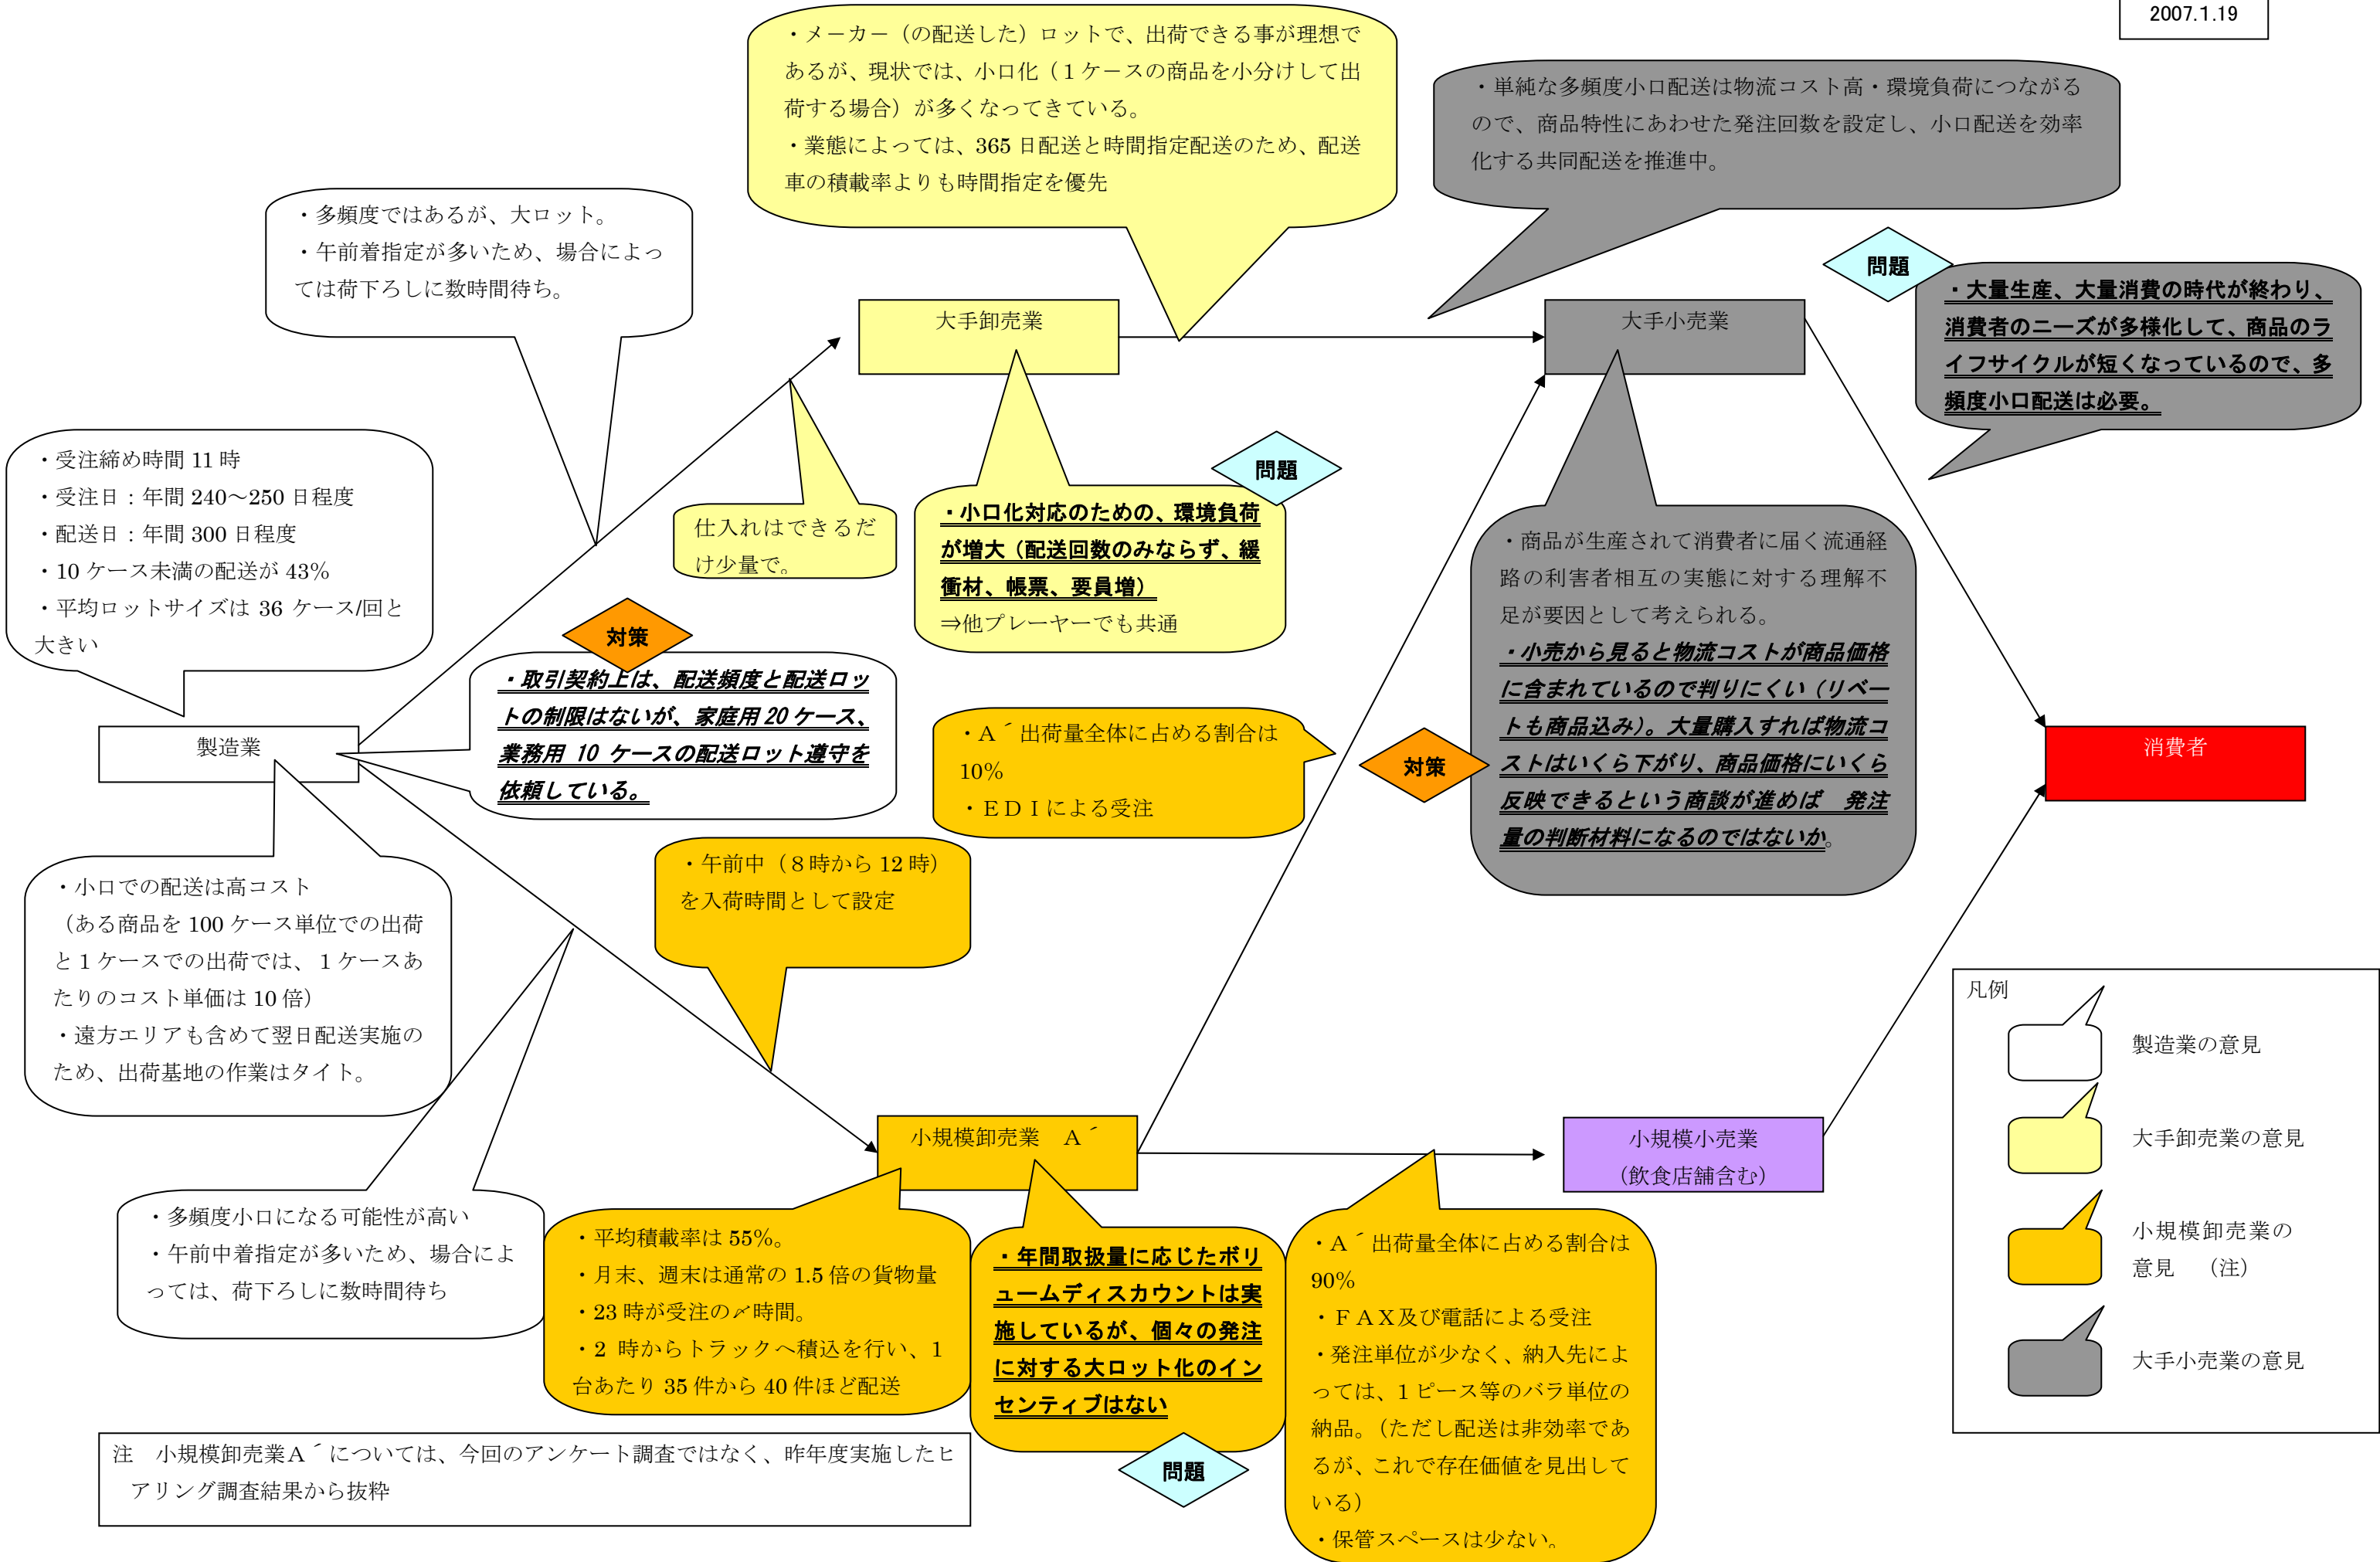 2007.1.19
・メーカー（の配送した）ロットで、出荷できる事が理想で
あるが、現状では、小口化（1 ケースの商品を小分けして出
荷する場合）が多くなってきている。
・業態によっては、365 日配送と時間指定配送のため、配送
車の積載率よりも時間指定を優先
・単純な多頻度小口配送は物流コスト高・環境負荷につながる
ので、商品特性にあわせた発注回数を設定し、小口配送を効率
化する共同配送を推進中。
・多頻度ではあるが、大ロット。
・午前着指定が多いため、場合によっ
ては荷下ろしに数時間待ち。
問題
・大量生産、大量消費の時代が終わり、
消費者のニーズが多様化して、商品のラ
イフサイクルが短くなっているので、多
頻度小口配送は必要。
大手卸売業
大手小売業
・受注締め時間 11 時
・受注日：年間 240～250 日程度
・配送日：年間 300 日程度
・10 ケース未満の配送が 43%
・平均ロットサイズは 36 ケース/回と
大きい
仕入れはできるだ
け少量で。
問題
・小口化対応のための、環境負荷
が増大（配送回数のみならず、緩
衝材、帳票、要員増）
⇒他プレーヤーでも共通
・商品が生産されて消費者に届く流通経
路の利害者相互の実態に対する理解不
足が要因として考えられる。
・小売から見ると物流コストが商品価格
に含まれているので判りにくい（リベー
トも商品込み）。大量購入すれば物流コ
ストはいくら下がり、商品価格にいくら
反映できるという商談が進めば　発注
量の判断材料になるのではないか。
対策
対策
・取引契約上は、配送頻度と配送ロッ
トの制限はないが、家庭用 20 ケース、
業務用 10 ケースの配送ロット遵守を
依頼している。
製造業
・A´出荷量全体に占める割合は
10%
・ＥＤＩによる受注
消費者
・午前中（８時から 12 時）
を入荷時間として設定
・小口での配送は高コスト
（ある商品を 100 ケース単位での出荷
と 1 ケースでの出荷では、1 ケースあ
たりのコスト単価は 10 倍）
・遠方エリアも含めて翌日配送実施の
ため、出荷基地の作業はタイト。
小規模卸売業　Ａ´
小規模小売業
（飲食店舗含む）
・多頻度小口になる可能性が高い
・午前中着指定が多いため、場合によ
っては、荷下ろしに数時間待ち
・平均積載率は 55%。
・月末、週末は通常の 1.5 倍の貨物量
・23 時が受注の〆時間。
・2 時からトラックへ積込を行い、1
台あたり 35 件から 40 件ほど配送
・年間取扱量に応じたボリ
ュームディスカウントは実
施しているが、個々の発注
に対する大ロット化のイン
センティブはない
問題
・A´出荷量全体に占める割合は
90%
・ＦＡＸ及び電話による受注
・発注単位が少なく、納入先によ
っては、1 ピース等のバラ単位の
納品。（ただし配送は非効率であ
るが、これで存在価値を見出して
いる）
・保管スペースは少ない。
凡例
製造業の意見
大手卸売業の意見
小規模卸売業の
意見　（注）
大手小売業の意見
注　小規模卸売業Ａ´については、今回のアンケート調査ではなく、昨年度実施したヒ
アリング調査結果から抜粋